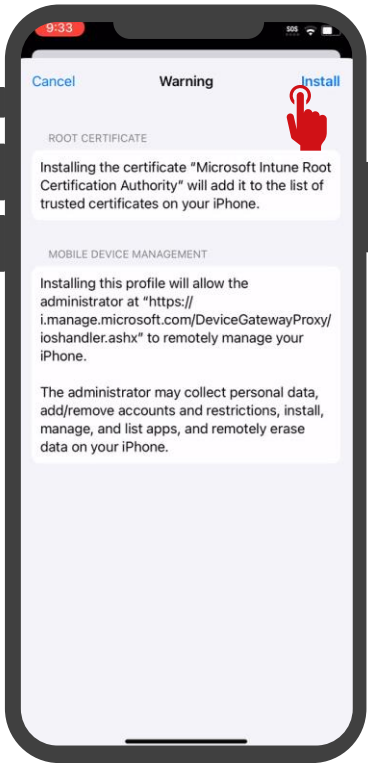 9:33
SOS
Cancel Warning Install
ROOT CERTIFICATE
Installing the certificate “Microsoft Intune Root
Certification Authority” will add it to the list of
trusted certificates on your iPhone.
MOBILE DEVICE MANAGEMENT
Installing this profile will allow the
administrator at “https://
i.manage.microsoft.com/DeviceGatewayProxy/
ioshandler.ashx” to remotely manage your
iPhone.
The administrator may collect personal data,
add/remove accounts and restrictions, install,
manage, and list apps, and remotely erase
data on your iPhone.